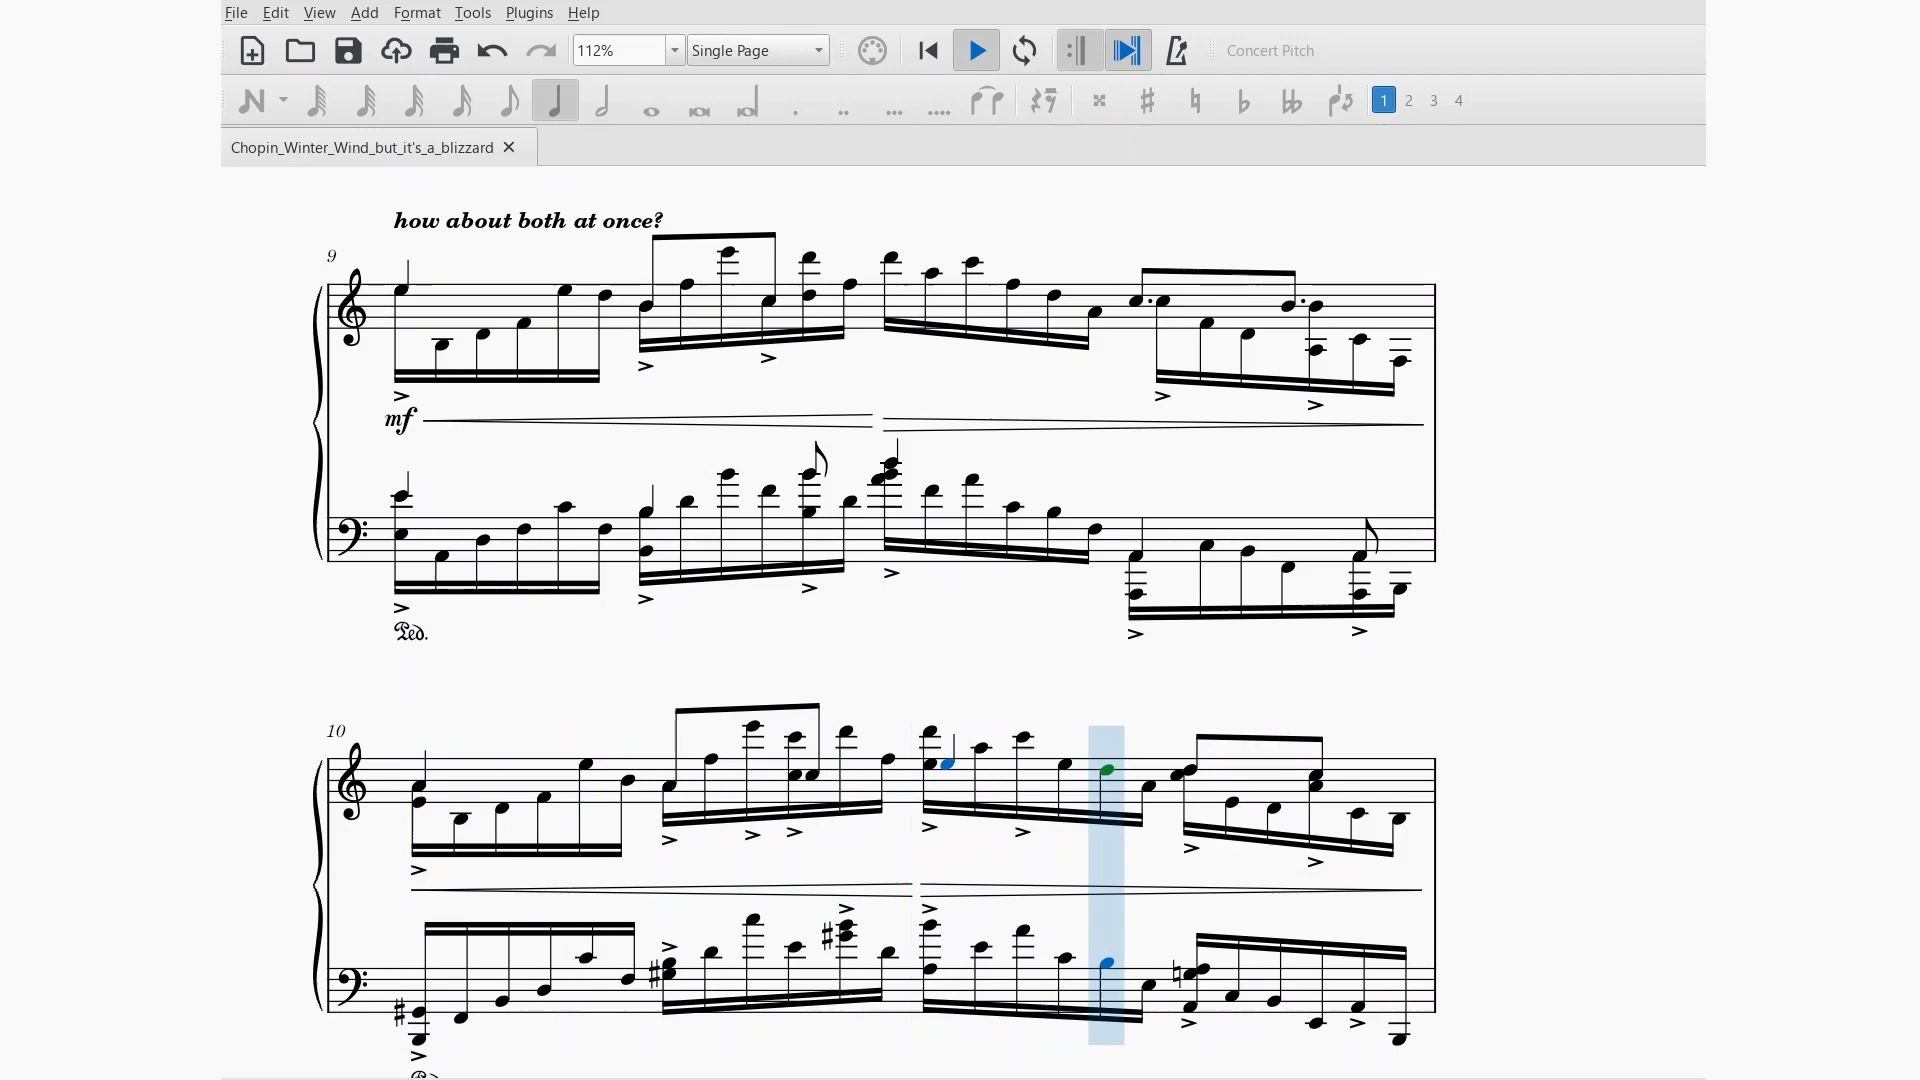 File Edit View Add Format Tools Plugins Help
112% Single Page Concert Pitch
1 2 3 4
Chopin_Winter_Wind_but_it's_a_blizzard
how about both at once?
9
mf
Ped.
10